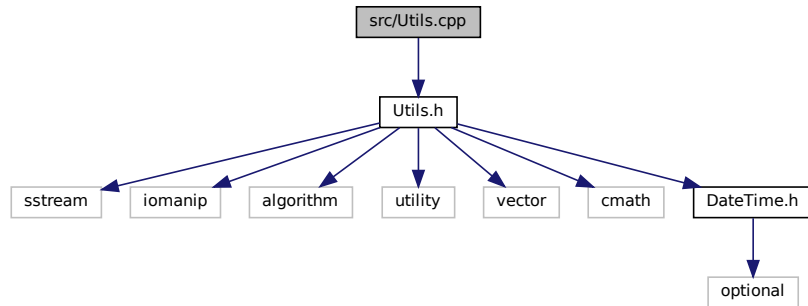 src/Utils.cpp
Utils.h
sstream
iomanip
algorithm
utility
vector
cmath
DateTime.h
optional